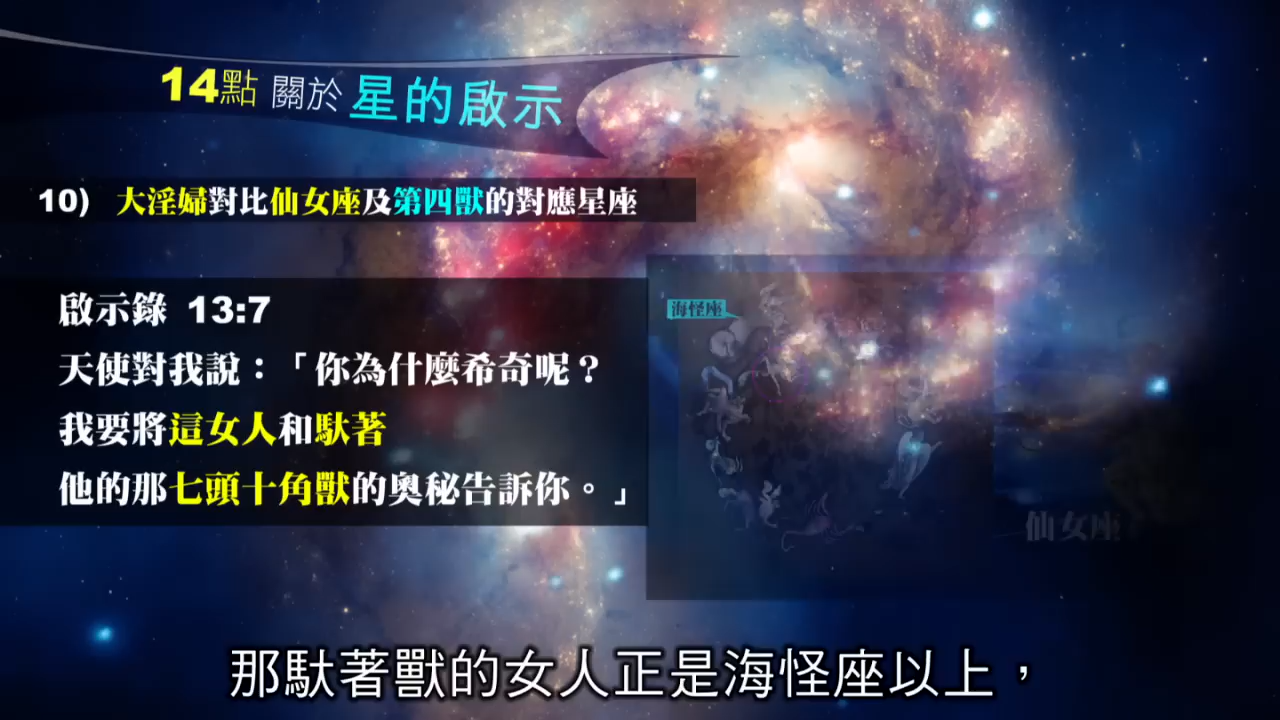 14點 關於 星的啟示
10) 大淫婦對比仙女座及第四獸的對應星座
啟示錄 13:7
天使對我說：「你為什麼希奇呢？
我要將這女人和馱著
他的那七頭十角獸的奧秘告訴你。」
海怪座
仙女座
那馱著獸的女人正是海怪座以上，